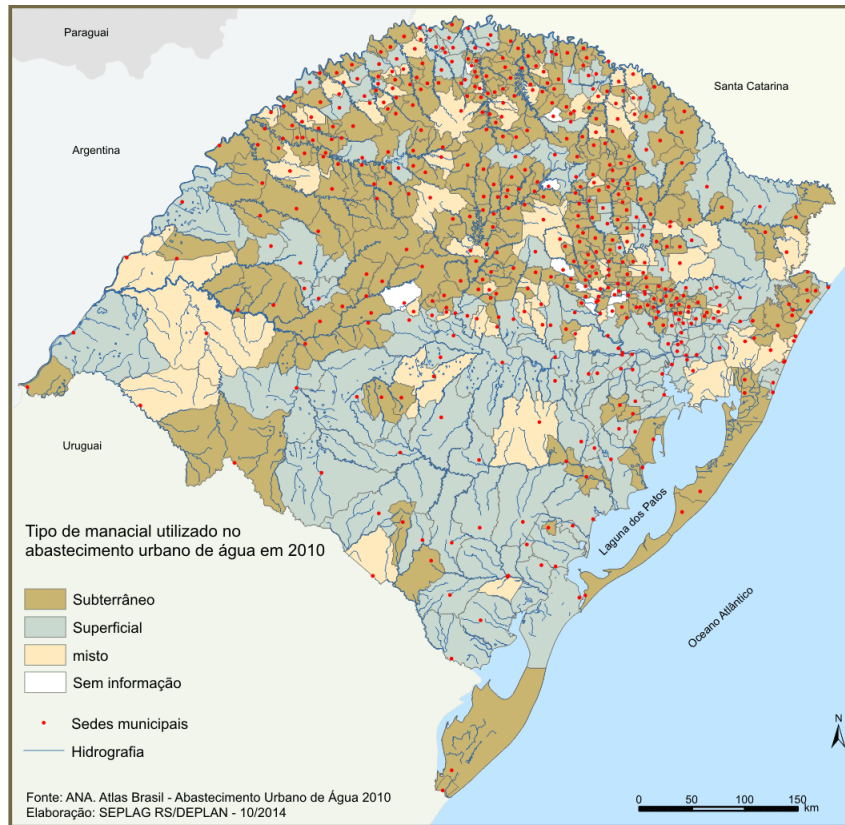 Paraguai
Santa Catarina
Argentina
Uruguai
Laguna dos Patos
Oceano Atlântico
Tipo de manacial utilizado no
abastecimento urbano de água em 2010
Subterrâneo
Superficial
misto
Sem informação
Sedes municipais
Hidrografia
N
Fonte: ANA. Atlas Brasil - Abastecimento Urbano de Água 2010
Elaboração: SEPLAG RS/DEPLAN - 10/2014
0 50 100 150
km